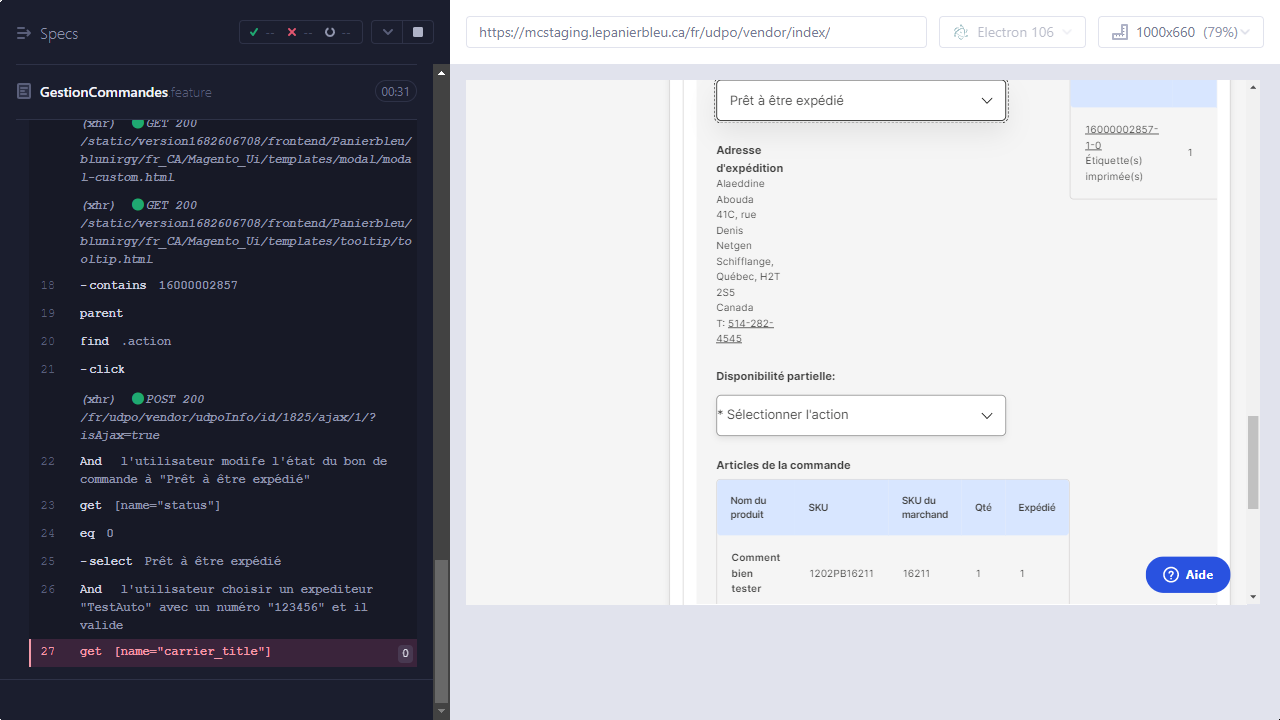 Specs
--
--
--
GestionCommandes.feature
00:31
(xhr) GET 200
/static/version1682606708/frontend/Panierbleu/
blunirgy/fr_CA/Magento_Ui/templates/modal/moda
l-custom.html
(xhr) GET 200
/static/version1682606708/frontend/Panierbleu/
blunirgy/fr_CA/Magento_Ui/templates/tooltip/to
oltip.html
18 -contains 16000002857
19 parent
20 find .action
21 -click
(xhr) POST 200
/fr/udpo/vendor/udpoInfo/id/1825/ajax/1/?
isAjax=true
22 And l'utilisateur modife l'état du bon de
commande à "Prêt à être expédié"
23 get [name="status"]
24 eq 0
25 -select Prêt à être expédié
26 And l'utilisateur choisir un expediteur
"TestAuto" avec un numéro "123456" et il
valide
27 get [name="carrier_title"] 0
https://mcstaging.lepanierbleu.ca/fr/udpo/vendor/index/
Electron 106
1000x660 (79%)
Prêt à être expédié
Adresse
d'expédition
Alaeddine
Abouda
41C, rue
Denis
Netgen
Schifflange,
Québec, H2T
2S5
Canada
T: 514-282-
4545
16000002857-
1-0
Étiquette(s)
imprimée(s)
1
Disponibilité partielle:
* Sélectionner l'action
Articles de la commande
Nom du
produit
SKU
SKU du
marchand
Qté
Expédié
Comment
bien
tester
1202PB16211
16211
1
1
Aide